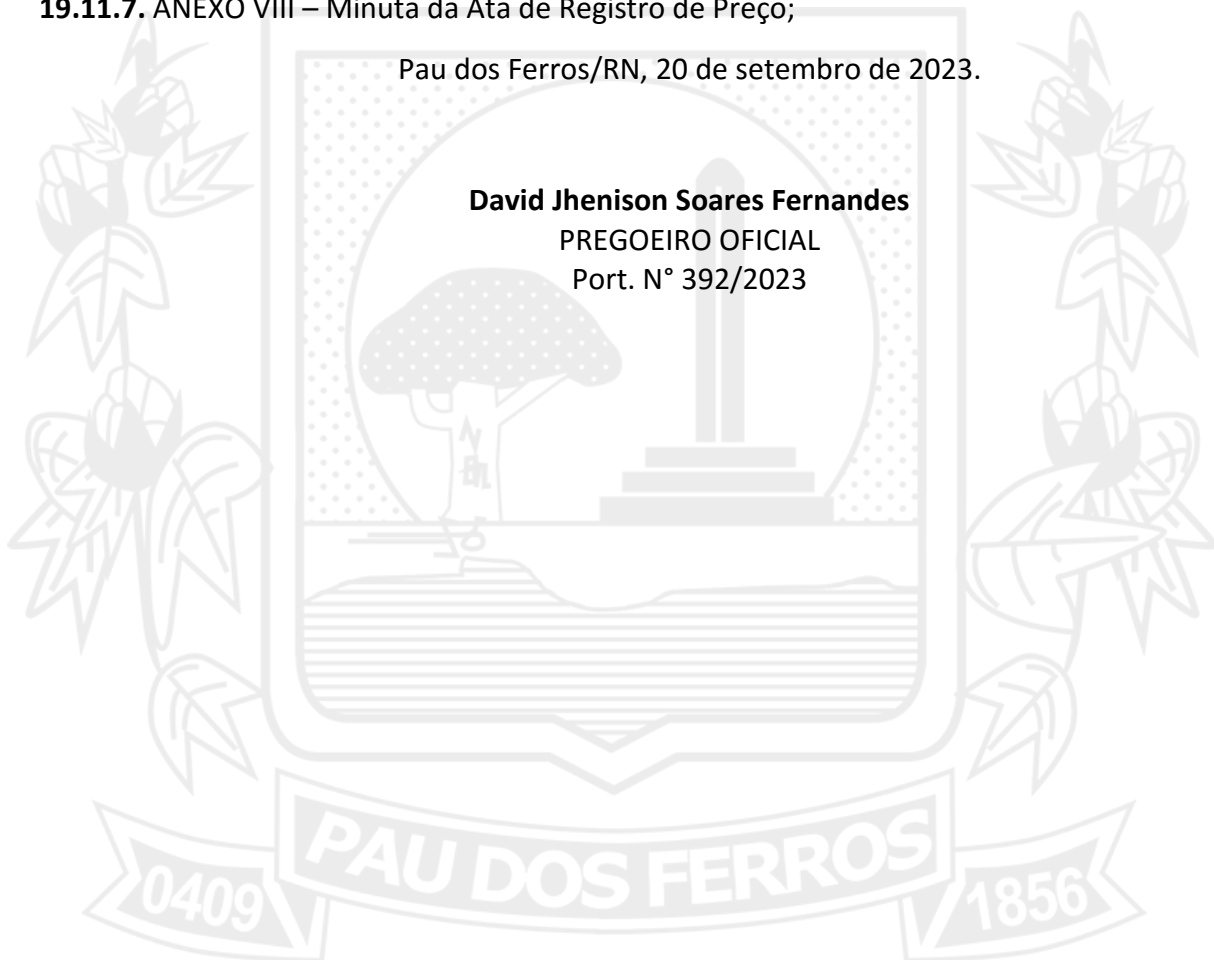 19.11.7. ANEXO VIII – Minuta da Ata de Registro de Preço;
Pau dos Ferros/RN, 20 de setembro de 2023.
David Jhenison Soares Fernandes
PREGOEIRO OFICIAL
Port. N° 392/2023
PAU DOS FERROS
0409
1856